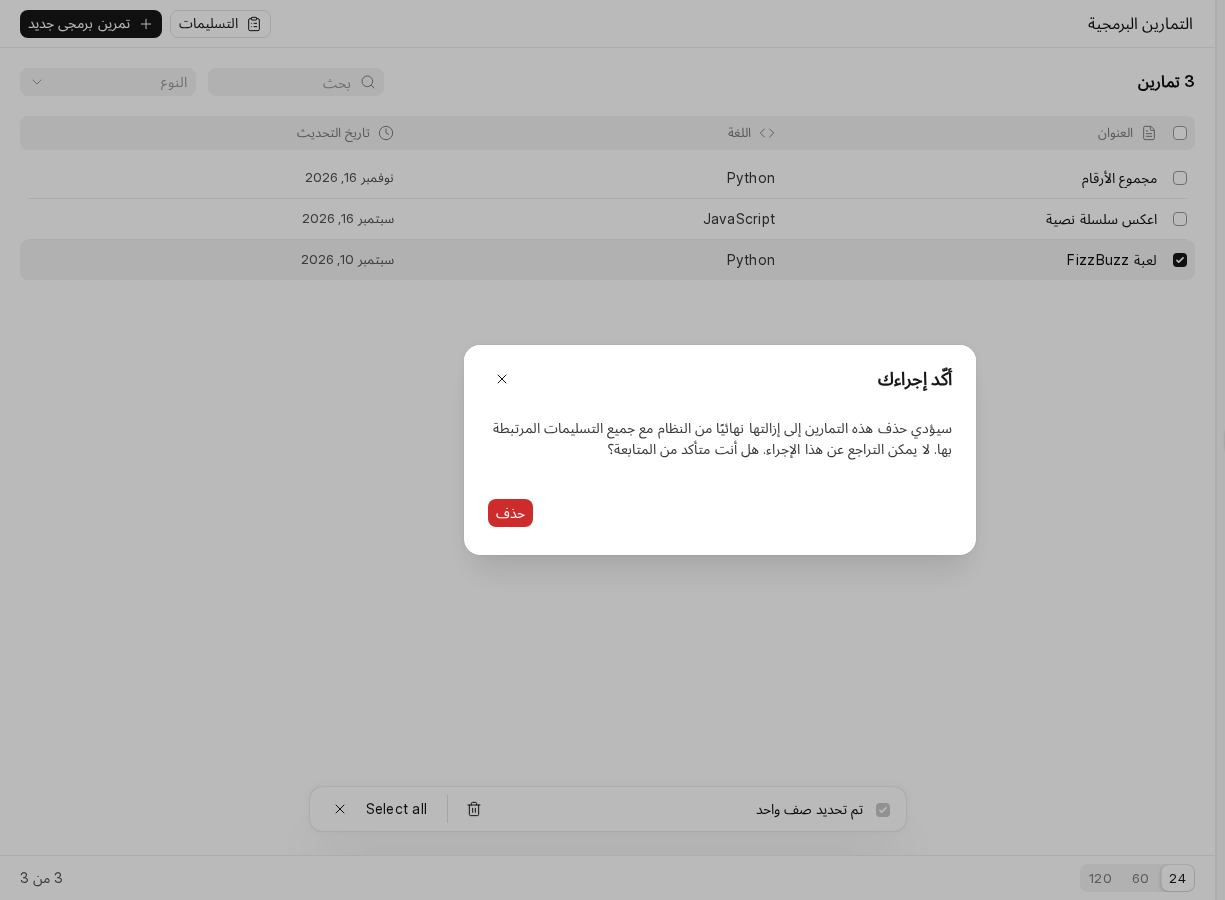 التمارين البرمجية
التسليمات
تمرين برمجي جديد
3 تمارين
بحث
النوع
العنوان
اللغة
تاريخ التحديث
مجموع الأرقام
Python
نوفمبر 16, 2026
اعكس سلسلة نصية
JavaScript
سبتمبر 16, 2026
لعبة FizzBuzz
Python
سبتمبر 10, 2026
أكّد إجراءك
سيؤدي حذف هذه التمارين إلى إزالتها نهائيًا من النظام مع جميع التسليمات المرتبطة
بها. لا يمكن التراجع عن هذا الإجراء. هل أنت متأكد من المتابعة؟
حذف
تم تحديد صف واحد
Select all
24
60
120
3 من 3